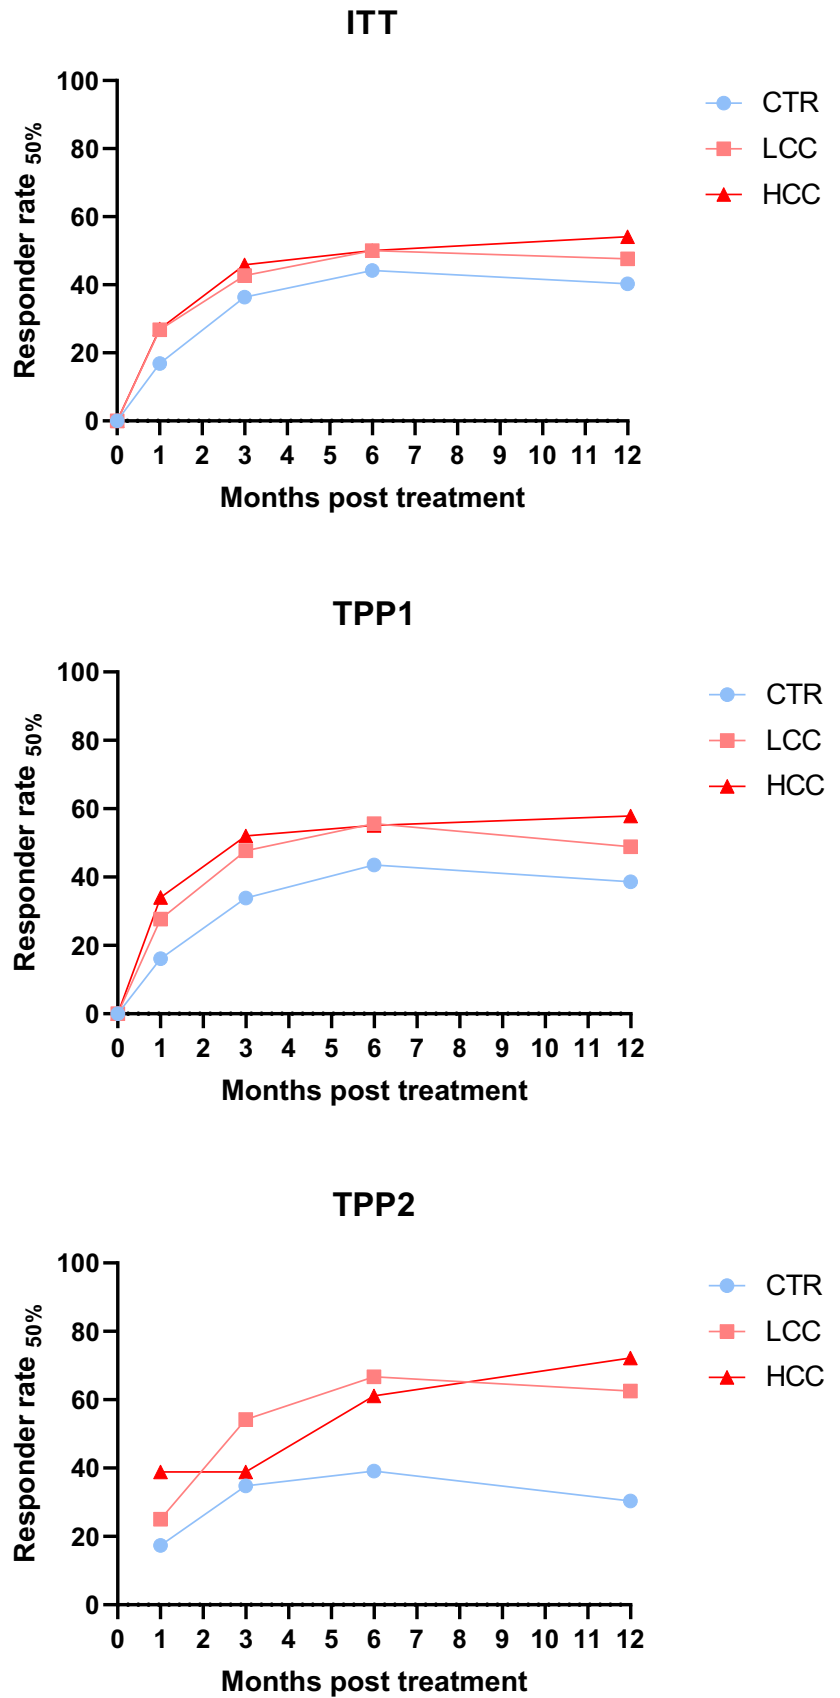 ITT
100
80
60
40
20
0
Responder rate 50%
0 1 2 3 4 5 6 7 8 9 10 11 12
Months post treatment
CTR
LCC
HCC
TPP1
100
80
60
40
20
0
Responder rate 50%
0 1 2 3 4 5 6 7 8 9 10 11 12
Months post treatment
CTR
LCC
HCC
TPP2
100
80
60
40
20
0
Responder rate 50%
0 1 2 3 4 5 6 7 8 9 10 11 12
Months post treatment
CTR
LCC
HCC